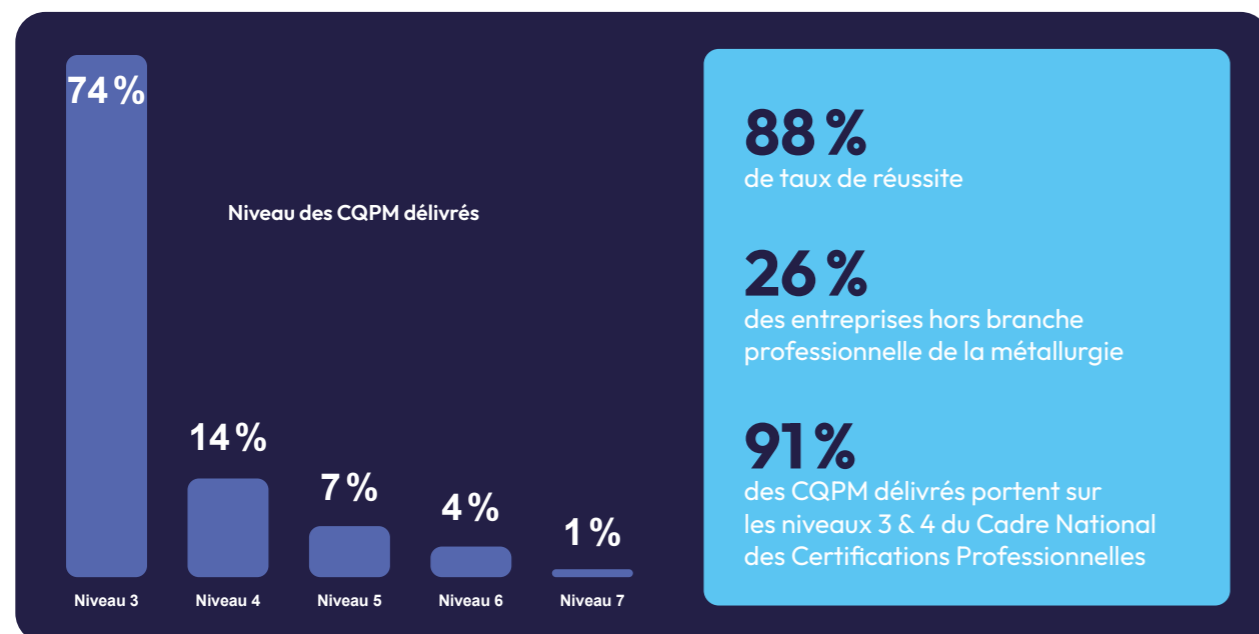 74 %
Niveau des CQPM délivrés
14 %
7 %
4 %
1 %
Niveau 3
Niveau 4
Niveau 5
Niveau 6
Niveau 7
88 %
de taux de réussite
26 %
des entreprises hors branche
professionnelle de la métallurgie
91 %
des CQPM délivrés portent sur
les niveaux 3 & 4 du Cadre National
des Certifications Professionnelles